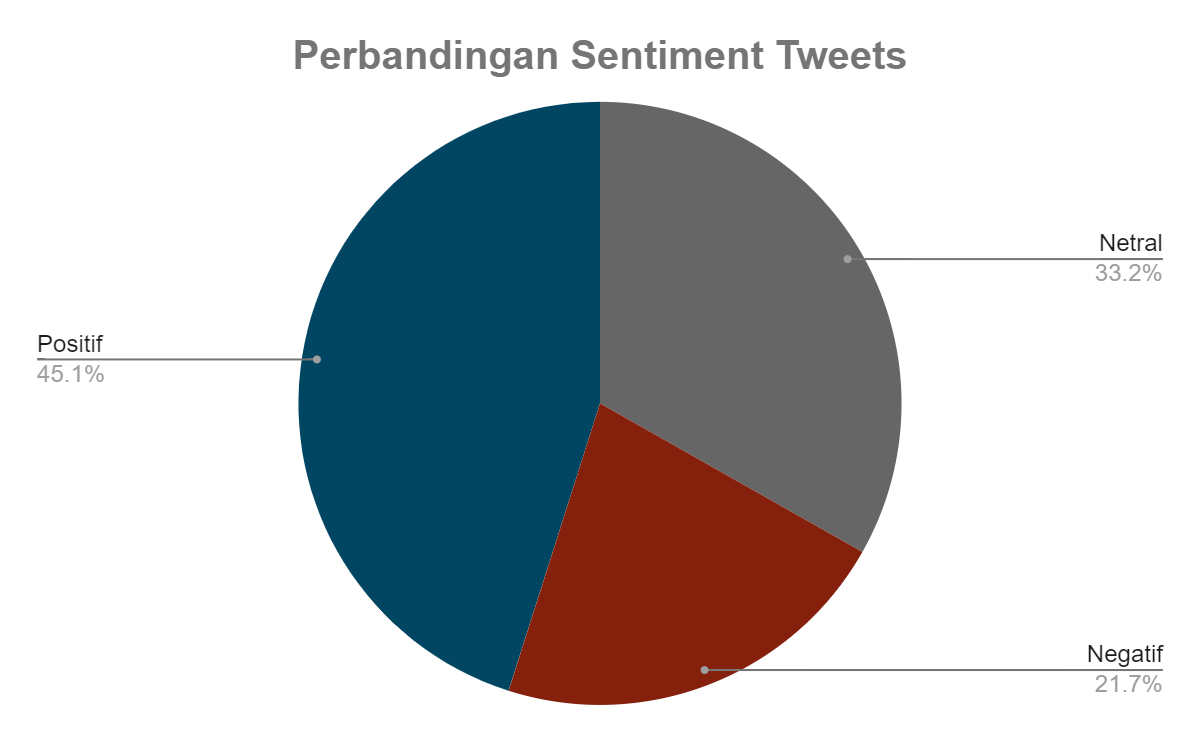 Perbandingan Sentiment Tweets
Netral
33.2%
Positif
45.1%
Negatif
21.7%